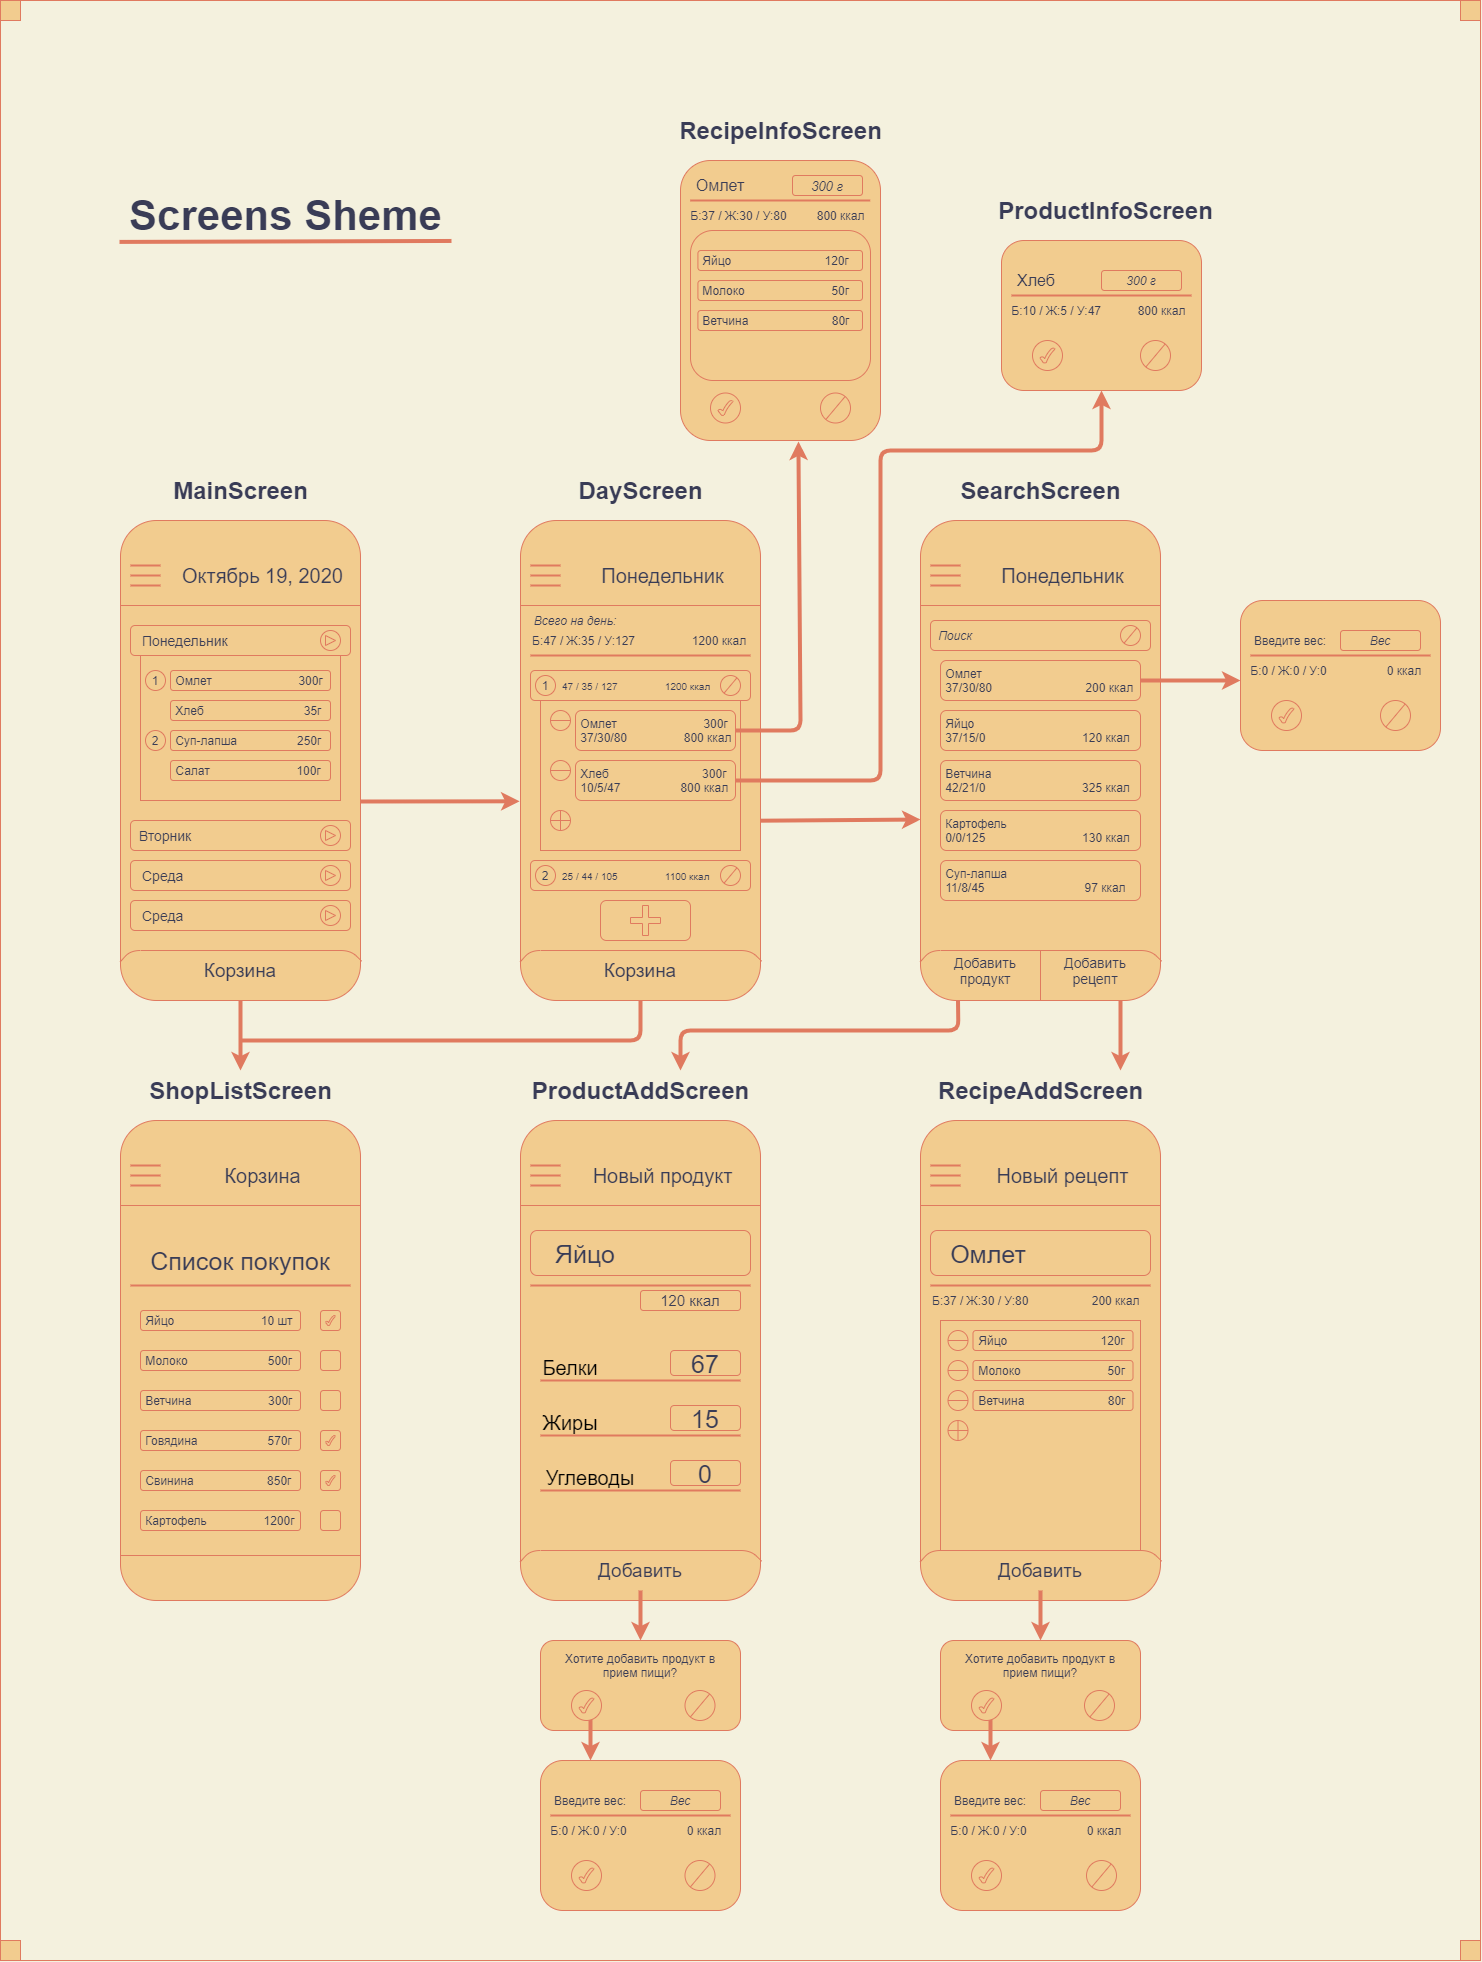 Screens Sheme
RecipeInfoScreen
Омлет 300 г
Б:37 / Ж:30 / У:80 800 ккал
Яйцо 120г
Молоко 50г
Ветчина 80г
ProductInfoScreen
Хлеб 300 г
Б:10 / Ж:5 / У:47 800 ккал
MainScreen
Октябрь 19, 2020
Понедельник
1 Омлет 300г
Хлеб 35г
2 Суп-лапша 250г
Салат 100г
Вторник
Среда
Среда
Корзина
DayScreen
Понедельник
Всего на день:
Б:47 / Ж:35 / У:127 1200 ккал
1 47 / 35 / 127 1200 ккал
Омлет 300г
37/30/80 800 ккал
Хлеб 300г
10/5/47 800 ккал
2 25 / 44 / 105 1100 ккал
Корзина
SearchScreen
Понедельник
Поиск
Омлет
37/30/80 200 ккал
Яйцо
37/15/0 120 ккал
Ветчина
42/21/0 325 ккал
Картофель
0/0/125 130 ккал
Суп-лапша
11/8/45 97 ккал
Добавить
продукт
Добавить
рецепт
Введите вес: Вес
Б:0 / Ж:0 / У:0 0 ккал
ShopListScreen
Корзина
Список покупок
Яйцо 10 шт
Молоко 500г
Ветчина 300г
Говядина 570г
Свинина 850г
Картофель 1200г
ProductAddScreen
Новый продукт
Яйцо
120 ккал
Белки 67
Жиры 15
Углеводы 0
Добавить
Хотите добавить продукт в
прием пищи?
Введите вес: Вес
Б:0 / Ж:0 / У:0 0 ккал
RecipeAddScreen
Новый рецепт
Омлет
Б:37 / Ж:30 / У:80 200 ккал
Яйцо 120г
Молоко 50г
Ветчина 80г
Добавить
Хотите добавить продукт в
прием пищи?
Введите вес: Вес
Б:0 / Ж:0 / У:0 0 ккал